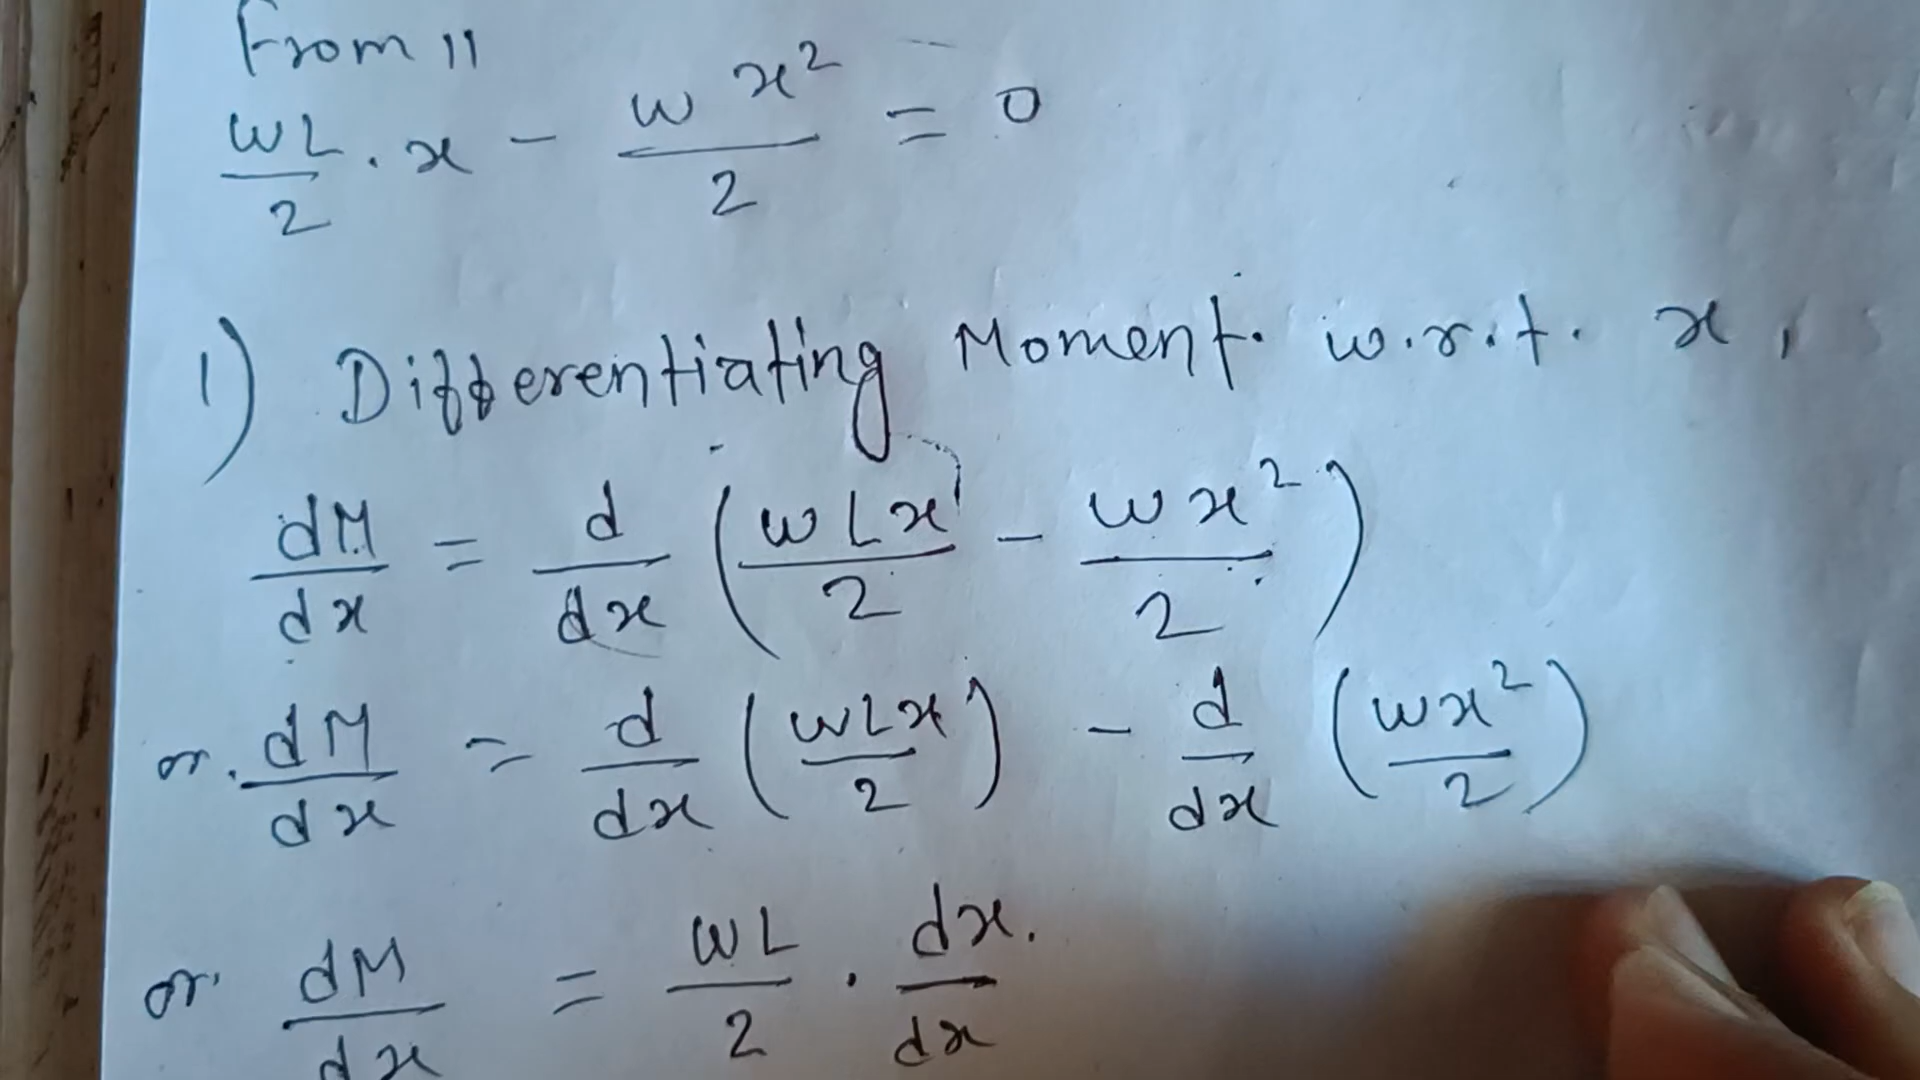 From 11
WL/2 . x - w x²/2 = 0
1) Differentiating Moment. w.r.t. x,
dM/dx = d/dx (wLx/2 - wx²/2)
or. dM/dx = d/dx (WLx/2) - d/dx (wx²/2)
or. dM/dx = WL/2 . dx/dx.